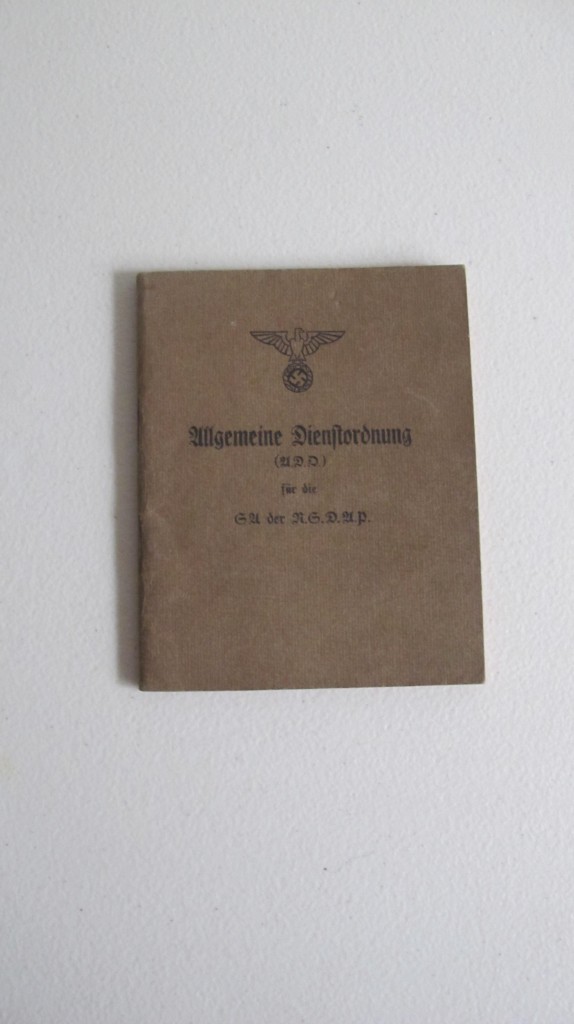 Allgemeine Dienstordnung
(A.D.O.)
für die
SA der N.S.D.A.P.